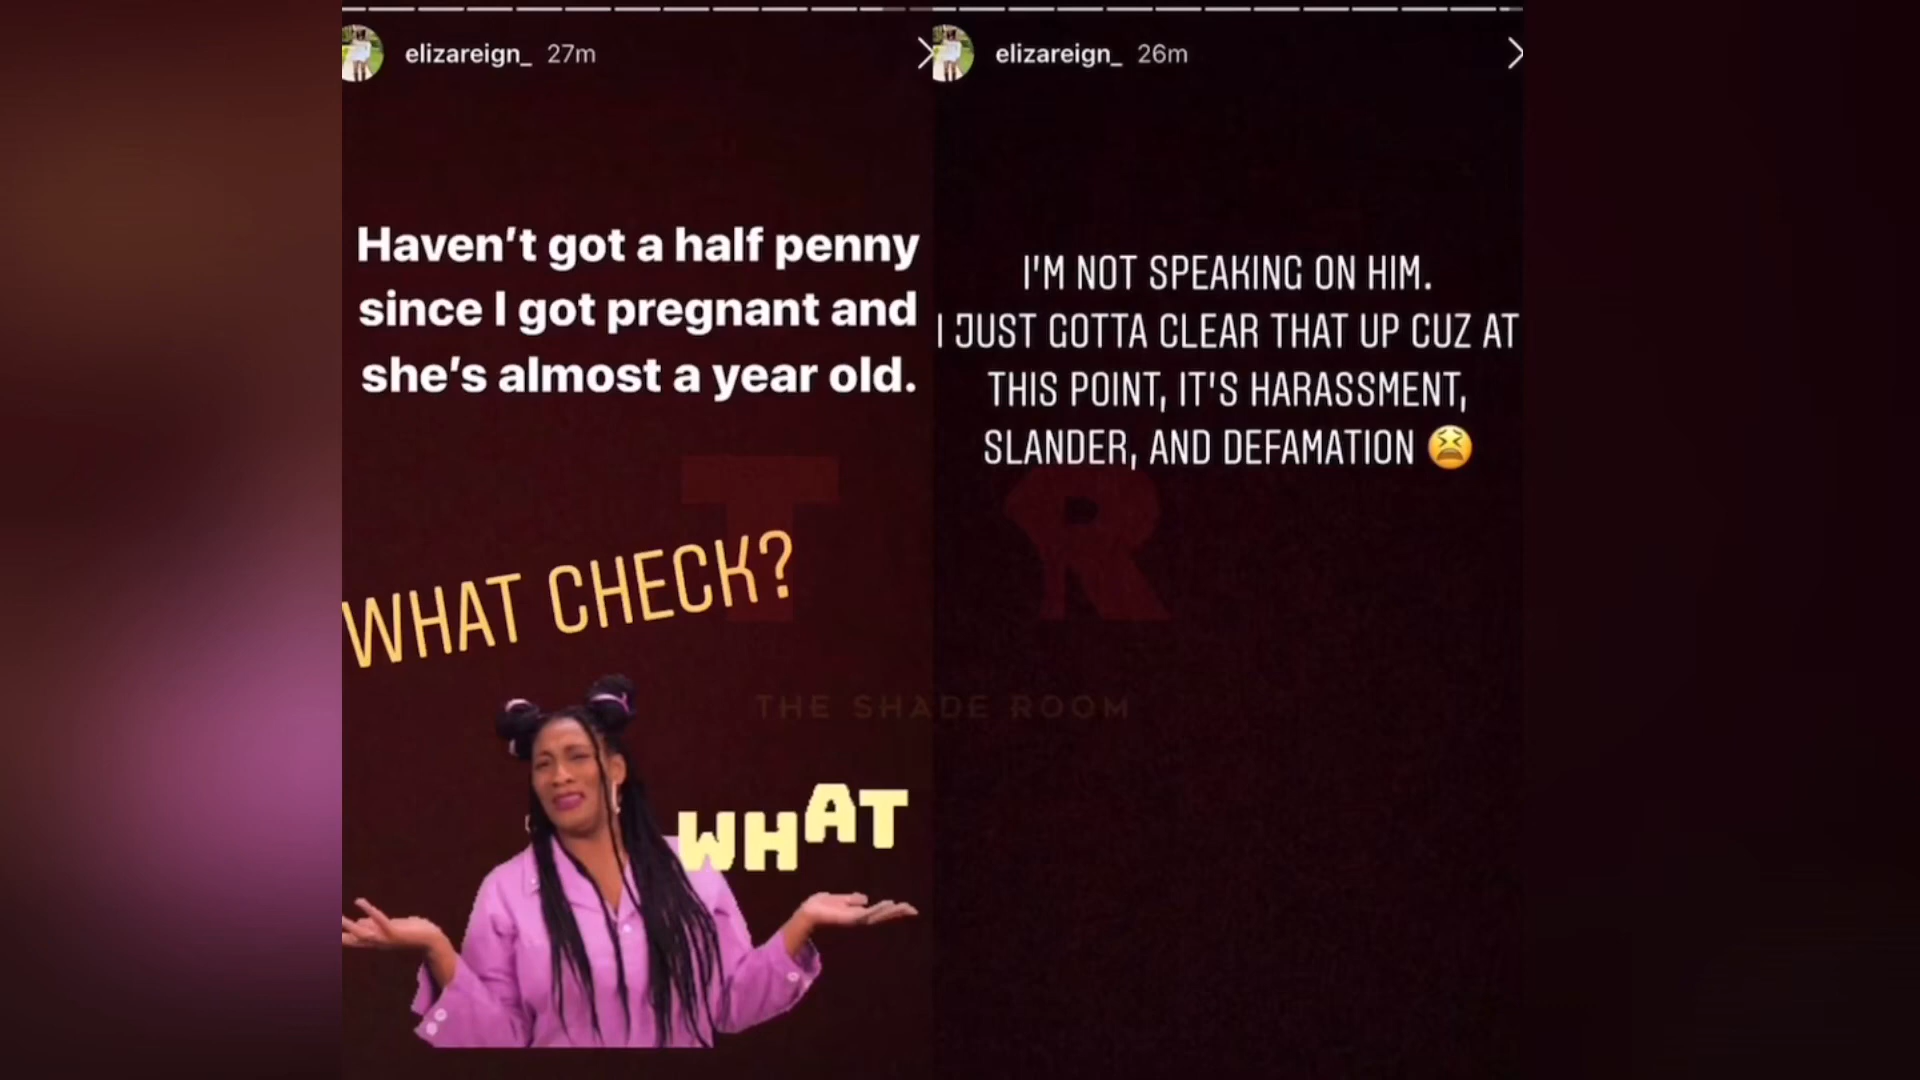 elizareign_ 27m
Haven't got a half penny
since I got pregnant and
she's almost a year old.
WHAT CHECK?
WHAT
elizareign_ 26m
I'M NOT SPEAKING ON HIM.
I JUST GOTTA CLEAR THAT UP CUZ AT
THIS POINT, IT'S HARASSMENT,
SLANDER, AND DEFAMATION 😫
T R
THE SHADE ROOM